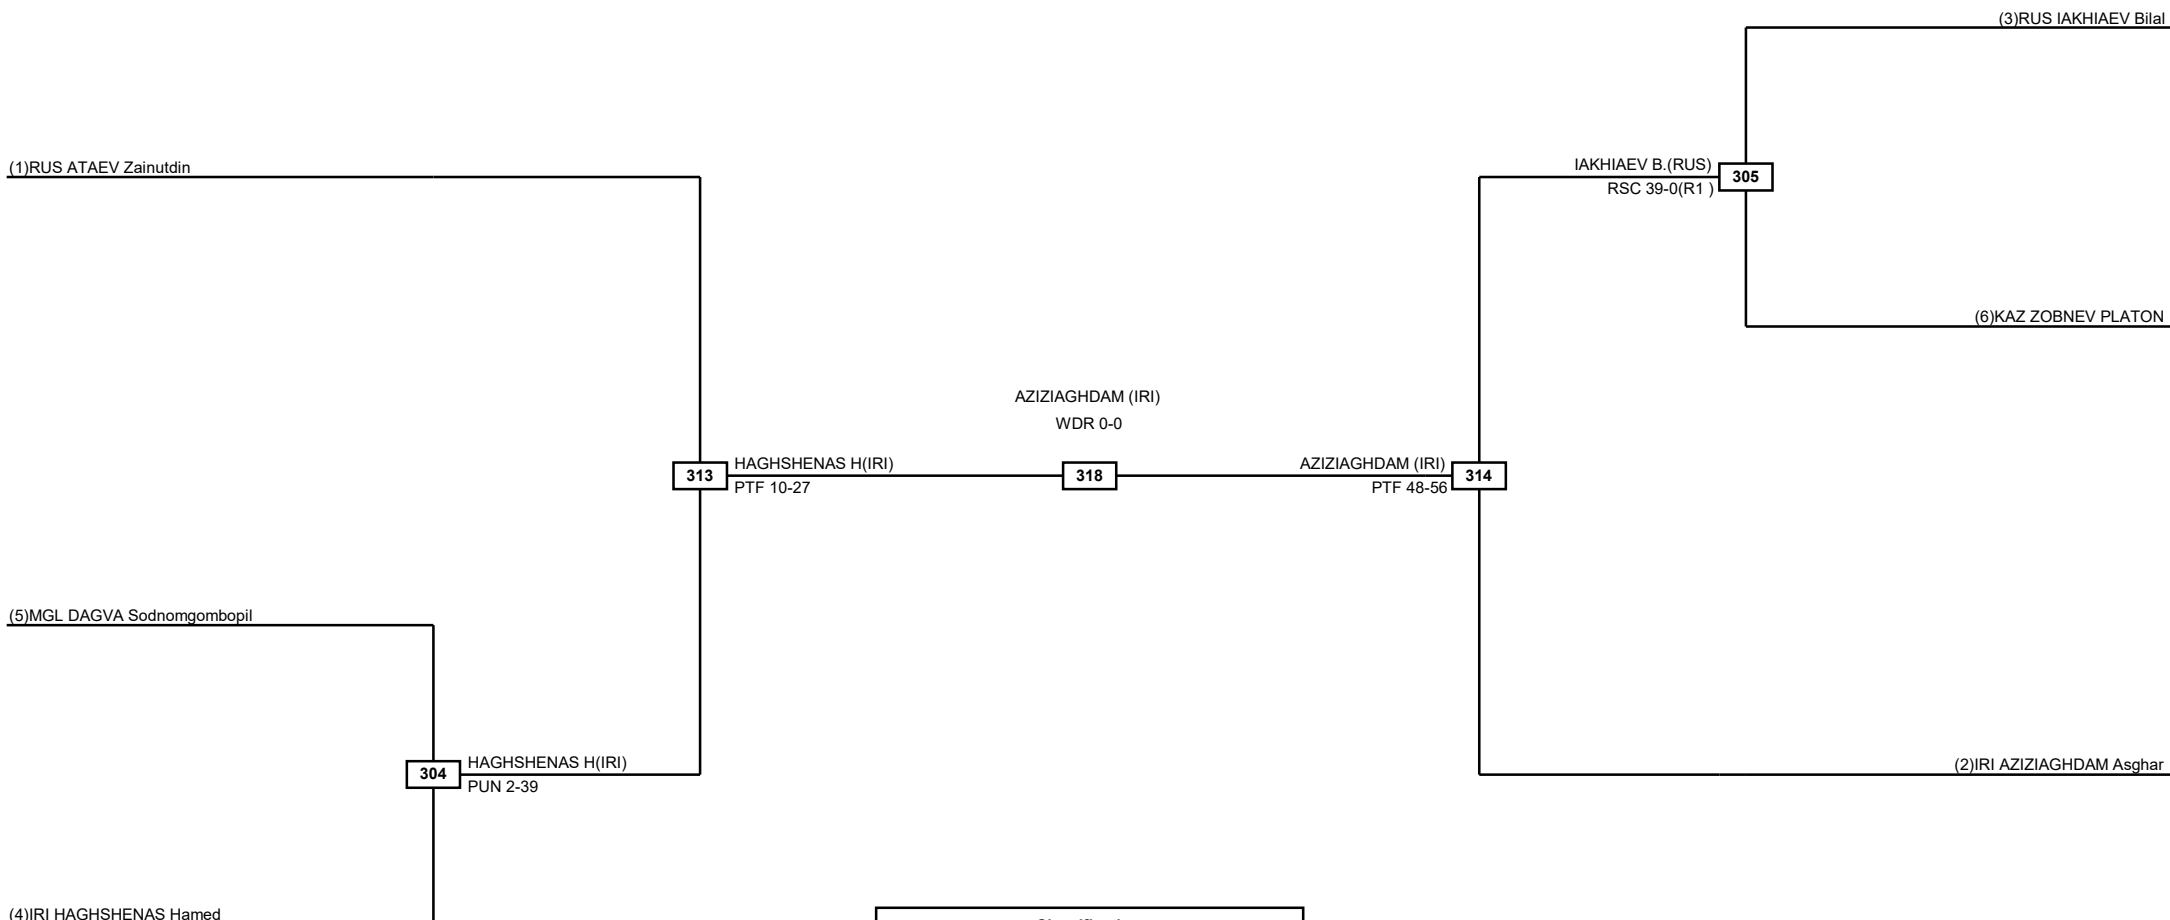 (3)RUS IAKHIAEV Bilal
(1)RUS ATAEV Zainutdin
IAKHIAEV B.(RUS)
305
RSC 39-0(R1 )
(6)KAZ ZOBNEV PLATON
AZIZIAGHDAM (IRI)
WDR 0-0
313
HAGHSHENAS H(IRI)
PTF 10-27
318
AZIZIAGHDAM (IRI)
PTF 48-56
314
(5)MGL DAGVA Sodnomgombopil
304
HAGHSHENAS H(IRI)
PUN 2-39
(2)IRI AZIZIAGHDAM Asghar
(4)IRI HAGHSHENAS Hamed